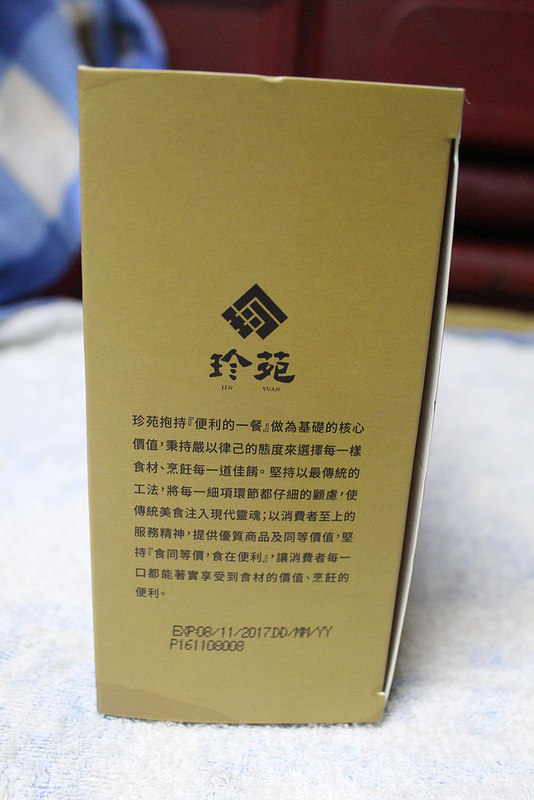 珍苑
JEN YUAN
珍苑抱持『便利的一餐』做為基礎的核心
價值，秉持嚴以律己的態度來選擇每一樣
食材、烹飪每一道佳餚。堅持以最傳統的
工法，將每一細項環節都仔細的顧慮，使
傳統美食注入現代靈魂；以消費者至上的
服務精神，提供優質商品及同等價值，堅
持『食同等價，食在便利』，讓消費者每一
口都能著實享受到食材的價值、烹飪的
便利。
EXP:08/11/2017.DD/MM/YY
P161108008